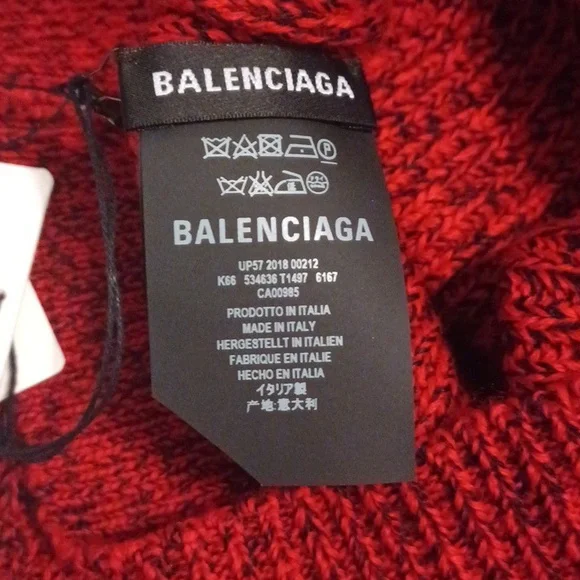 BALENCIAGA
P
BALENCIAGA
UP57 2018 00212
K66 534636 T1497 6167
CA00985
PRODOTTO IN ITALIA
MADE IN ITALY
HERGESTELLT IN ITALIEN
FABRIQUE EN ITALIE
HECHO EN ITALIA
イタリア製
产地:意大利